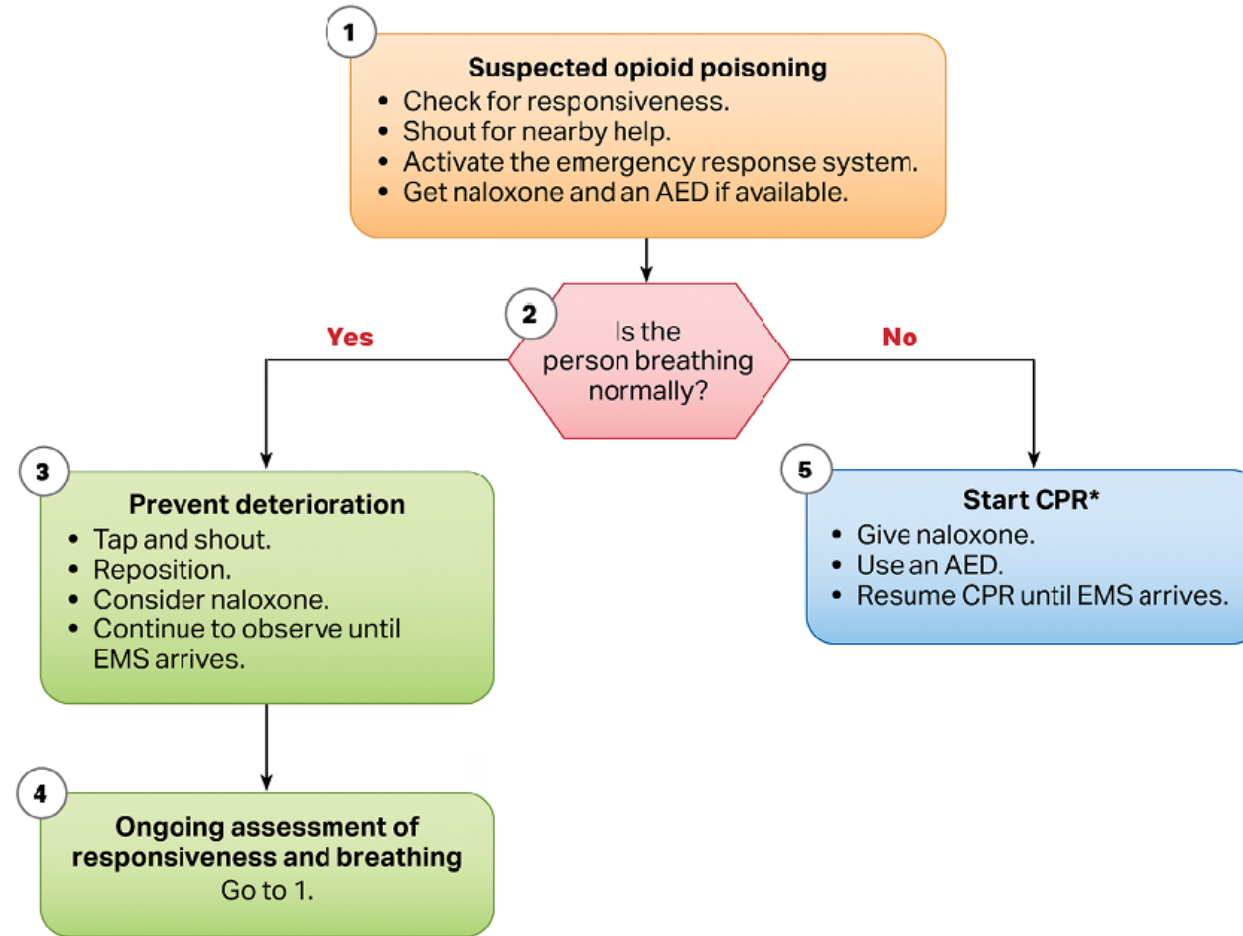 1
Suspected opioid poisoning
• Check for responsiveness.
• Shout for nearby help.
• Activate the emergency response system.
• Get naloxone and an AED if available.
2
Is the
person breathing
normally?
Yes
No
3
Prevent deterioration
• Tap and shout.
• Reposition.
• Consider naloxone.
• Continue to observe until
EMS arrives.
4
Ongoing assessment of
responsiveness and breathing
Go to 1.
5
Start CPR*
• Give naloxone.
• Use an AED.
• Resume CPR until EMS arrives.